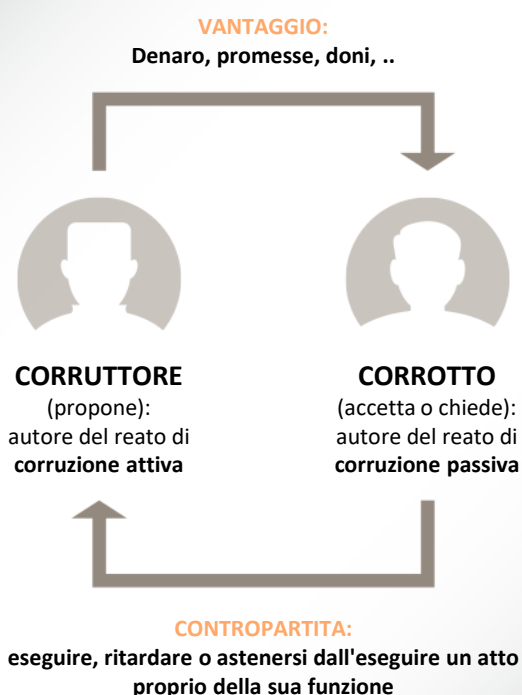 VANTAGGIO:
Denaro, promesse, doni, ..
CORRUTTORE
(propone):
autore del reato di
corruzione attiva
CORROTTO
(accetta o chiede):
autore del reato di
corruzione passiva
CONTROPARTITA:
eseguire, ritardare o astenersi dall'eseguire un atto
proprio della sua funzione